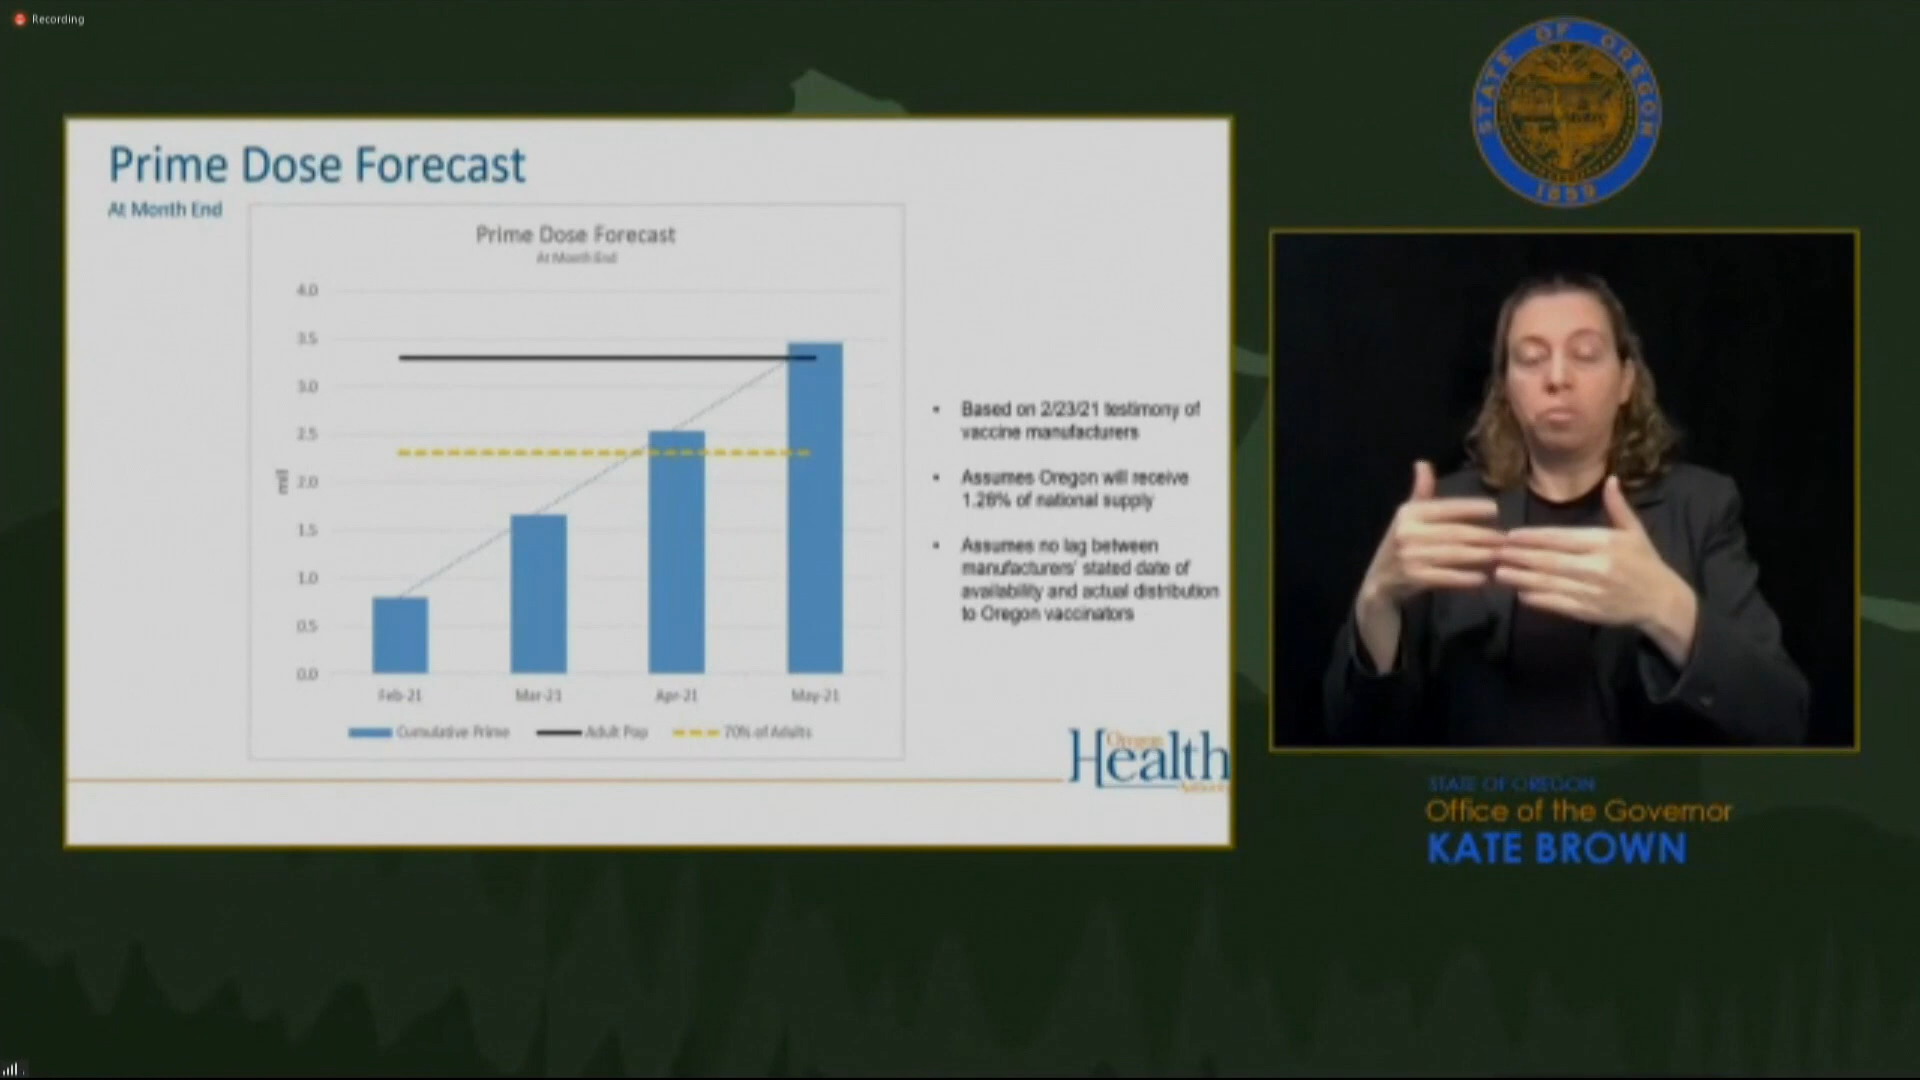 Recording
STATE OF OREGON
1859
Prime Dose Forecast
At Month End
Prime Dose Forecast
At Month End
4.0
3.5
3.0
2.5
2.0
1.5
1.0
0.5
0.0
mil
Feb-21
Mar-21
Apr-21
May-21
Cumulative Prime
Adult Pop
70% of Adults
• Based on 2/23/21 testimony of
vaccine manufacturers
• Assumes Oregon will receive
1.28% of national supply
• Assumes no lag between
manufacturers' stated date of
availability and actual distribution
to Oregon vaccinators
Oregon
Health
Authority
STATE OF OREGON
Office of the Governor
KATE BROWN